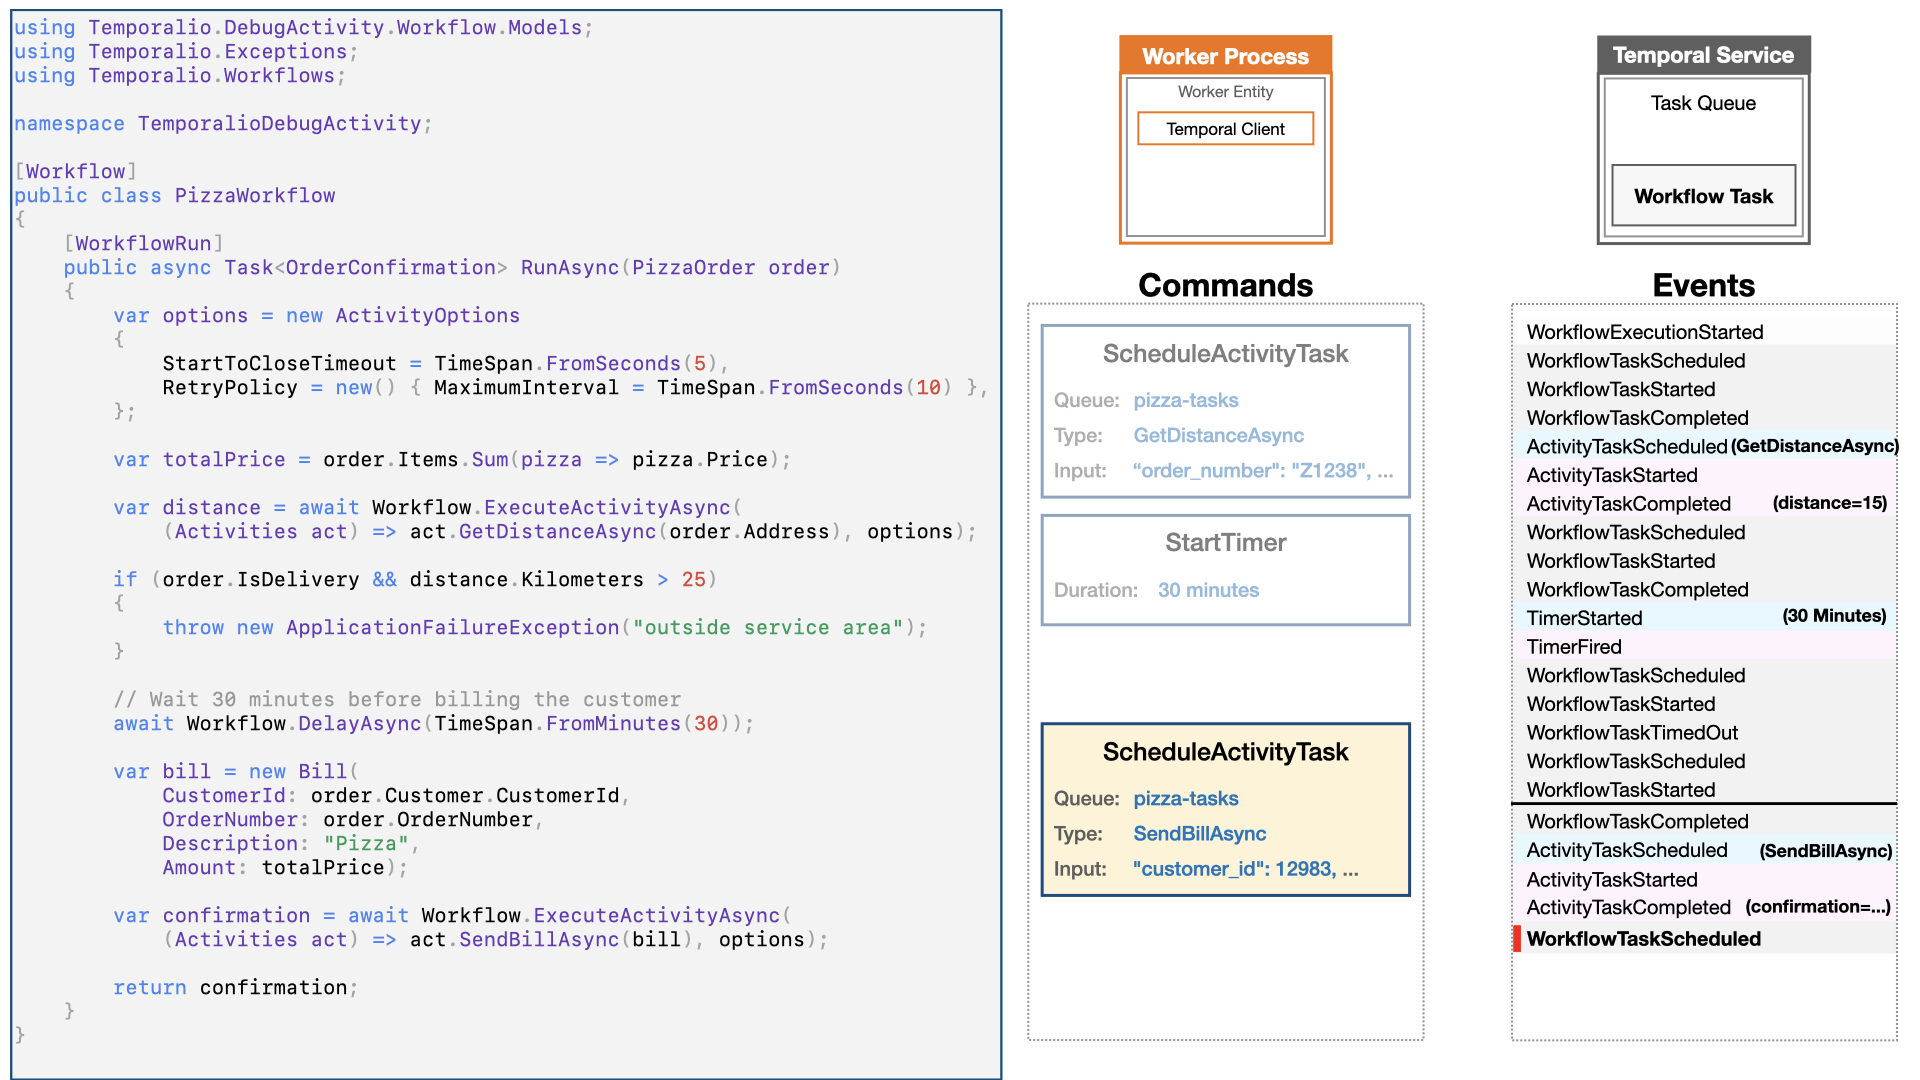 using Temporalio.DebugActivity.Workflow.Models;
using Temporalio.Exceptions;
using Temporalio.Workflows;

namespace TemporalioDebugActivity;

[Workflow]
public class PizzaWorkflow
{
    [WorkflowRun]
    public async Task<OrderConfirmation> RunAsync(PizzaOrder order)
    {
        var options = new ActivityOptions
        {
            StartToCloseTimeout = TimeSpan.FromSeconds(5),
            RetryPolicy = new() { MaximumInterval = TimeSpan.FromSeconds(10) },
        };

        var totalPrice = order.Items.Sum(pizza => pizza.Price);

        var distance = await Workflow.ExecuteActivityAsync(
            (Activities act) => act.GetDistanceAsync(order.Address), options);

        if (order.IsDelivery && distance.Kilometers > 25)
        {
            throw new ApplicationFailureException("outside service area");
        }

        // Wait 30 minutes before billing the customer
        await Workflow.DelayAsync(TimeSpan.FromMinutes(30));

        var bill = new Bill(
            CustomerId: order.Customer.CustomerId,
            OrderNumber: order.OrderNumber,
            Description: "Pizza",
            Amount: totalPrice);

        var confirmation = await Workflow.ExecuteActivityAsync(
            (Activities act) => act.SendBillAsync(bill), options);

        return confirmation;
    }
}
Worker Process
Worker Entity
Temporal Client
Commands
ScheduleActivityTask
Queue: pizza-tasks
Type: GetDistanceAsync
Input: “order_number": "Z1238", ...
StartTimer
Duration: 30 minutes
ScheduleActivityTask
Queue: pizza-tasks
Type: SendBillAsync
Input: "customer_id": 12983, ...
Temporal Service
Task Queue
Workflow Task
Events
WorkflowExecutionStarted
WorkflowTaskScheduled
WorkflowTaskStarted
WorkflowTaskCompleted
ActivityTaskScheduled (GetDistanceAsync)
ActivityTaskStarted
ActivityTaskCompleted (distance=15)
WorkflowTaskScheduled
WorkflowTaskStarted
WorkflowTaskCompleted
TimerStarted (30 Minutes)
TimerFired
WorkflowTaskScheduled
WorkflowTaskStarted
WorkflowTaskTimedOut
WorkflowTaskScheduled
WorkflowTaskStarted
WorkflowTaskCompleted
ActivityTaskScheduled (SendBillAsync)
ActivityTaskStarted
ActivityTaskCompleted (confirmation=...)
WorkflowTaskScheduled